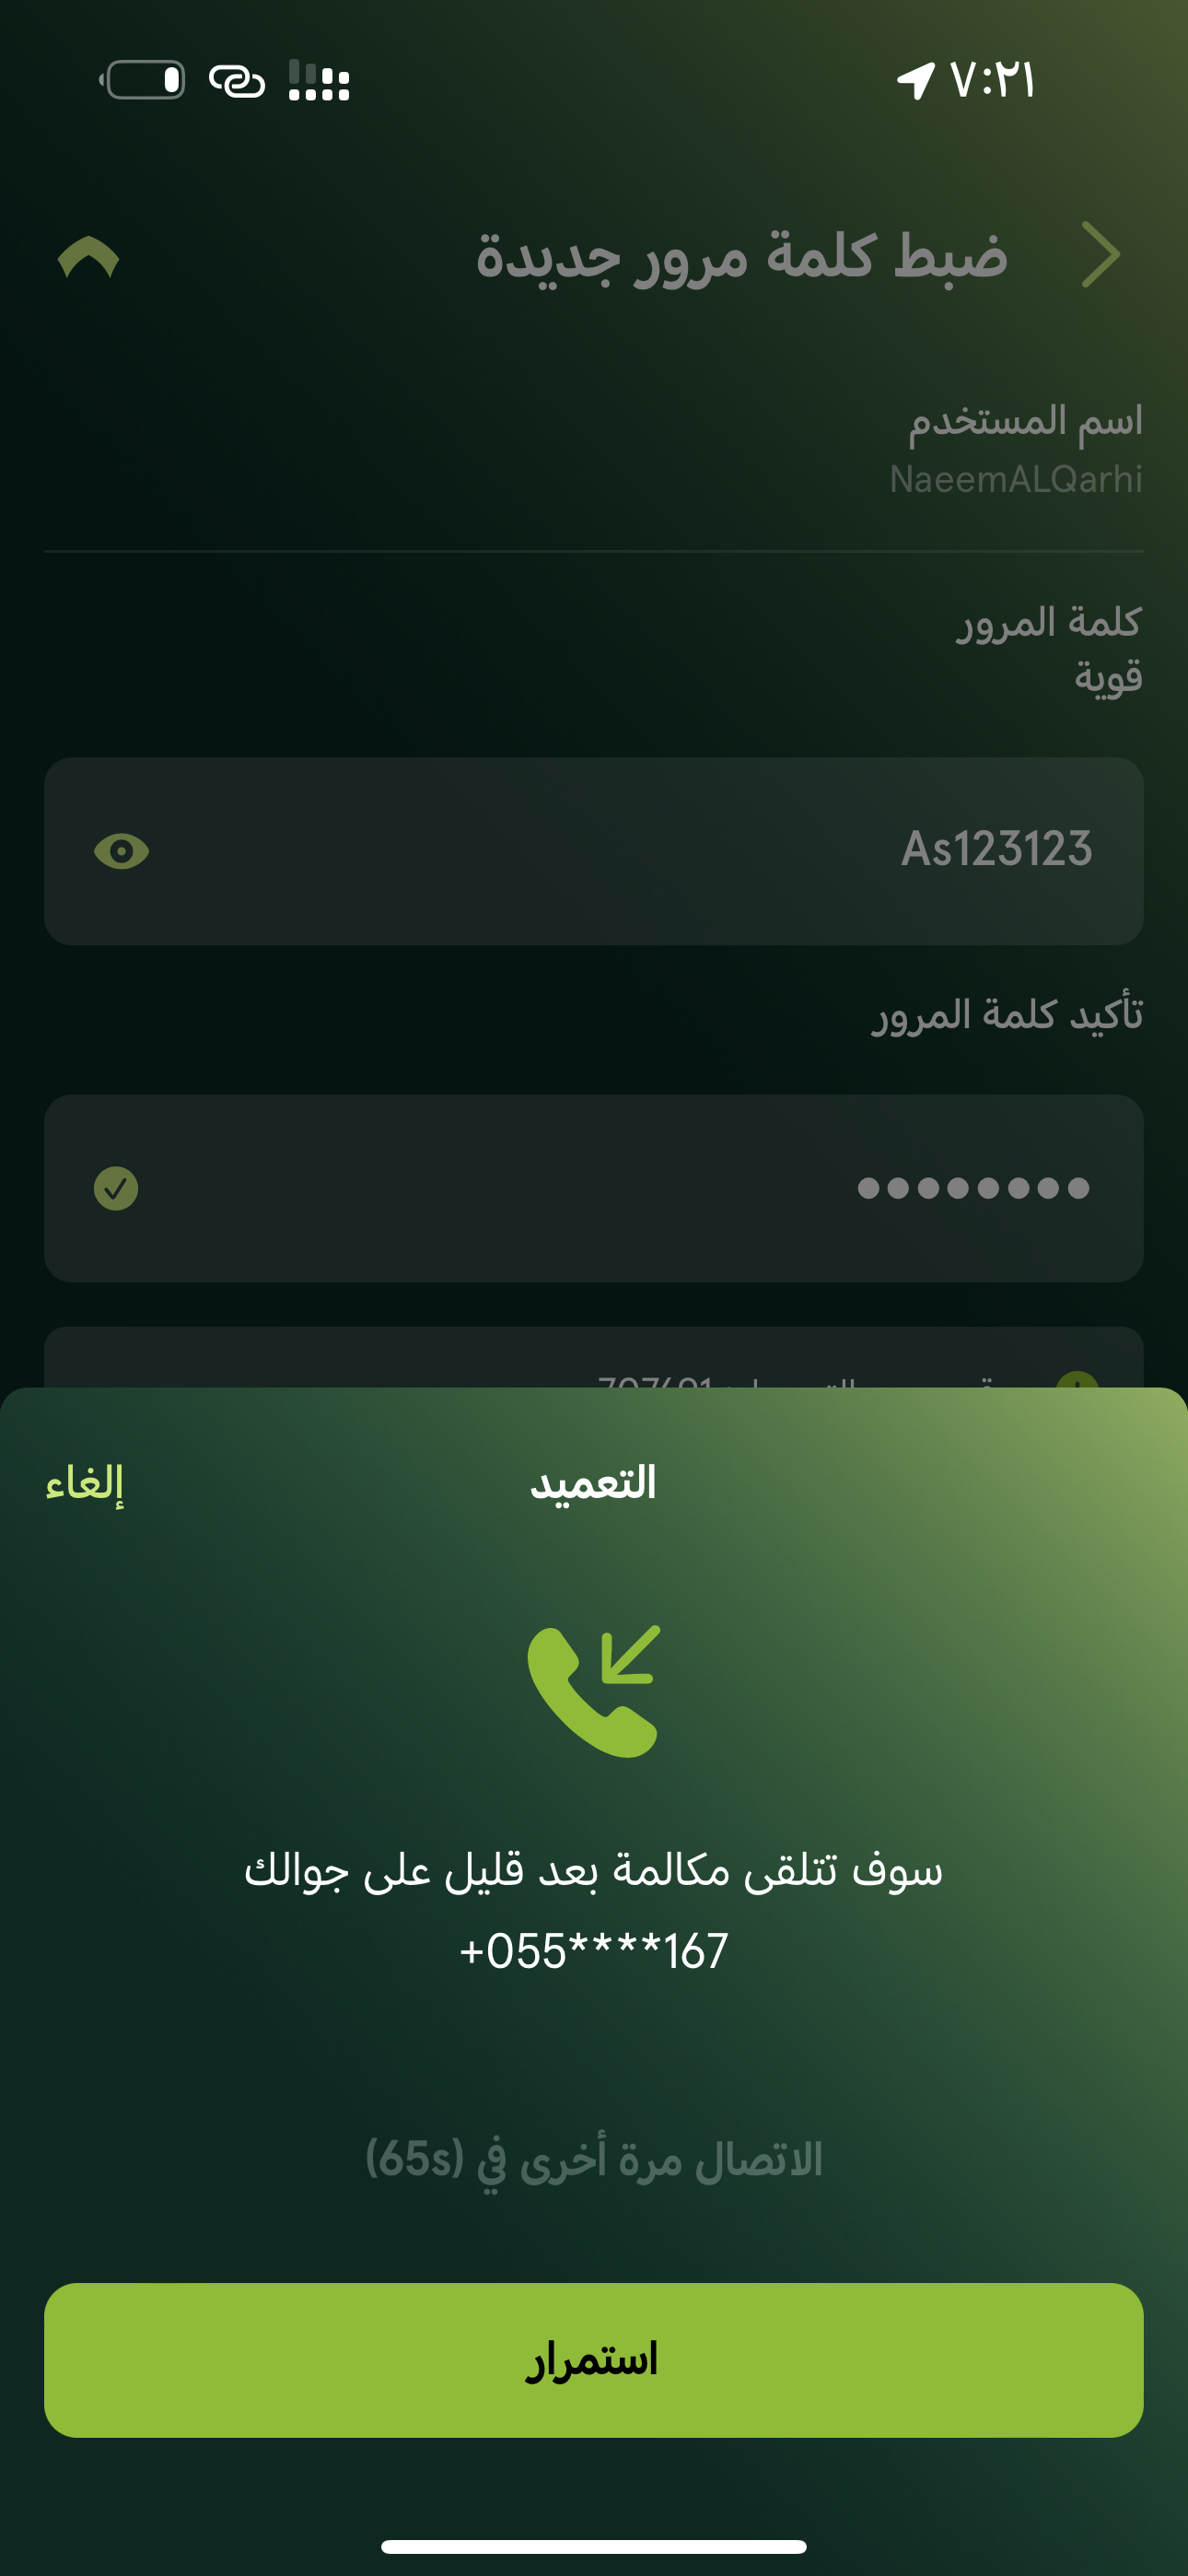 ٧:٢١
ضبط كلمة مرور جديدة
اسم المستخدم
NaeemALQarhi
كلمة المرور
قوية
As123123
تأكيد كلمة المرور
••••••••
التعميد
إلغاء
سوف تتلقى مكالمة بعد قليل على جوالك
+055****167
الاتصال مرة أخرى في (65s)
استمرار